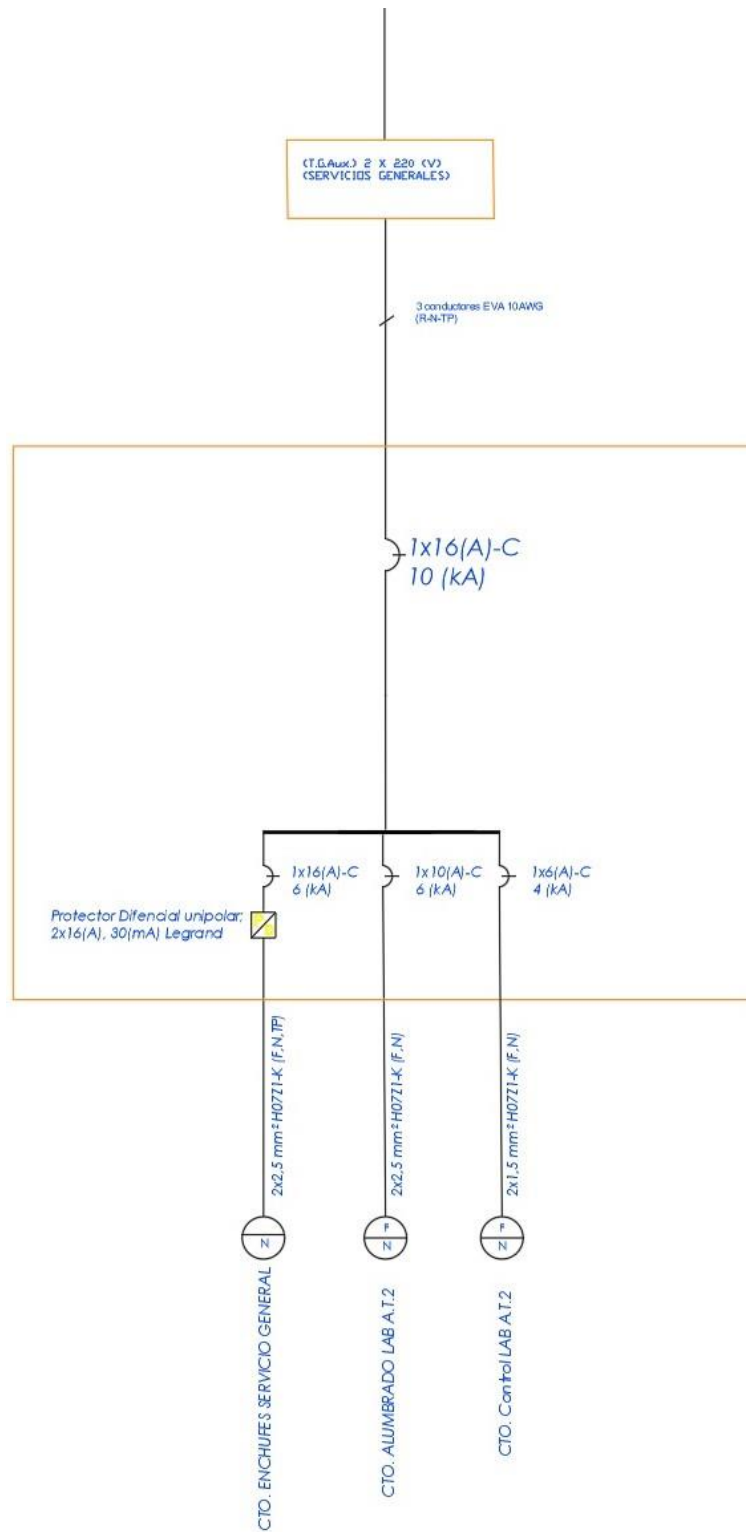 (T.G.Aux.) 2 X 220 (V)
(SERVICIOS GENERALES)
3 conductores EVA 10AWG
(R-N-TP)
1x16(A)-C
10 (kA)
1x16(A)-C
6 (kA)
1x10(A)-C
6 (kA)
1x6(A)-C
4 (kA)
Protector Difencial unipolar;
2x16(A), 30(mA) Legrand
2x2,5 mm² H07Z1-K (F,N,TP)
2x2,5 mm² H07Z1-K (F,N)
2x1,5 mm² H07Z1-K (F,N)
N
F
N
F
N
CTO. ENCHUFES SERVICIO GENERAL
CTO. ALUMBRADO LAB A.T.2
CTO. Control LAB A.T.2